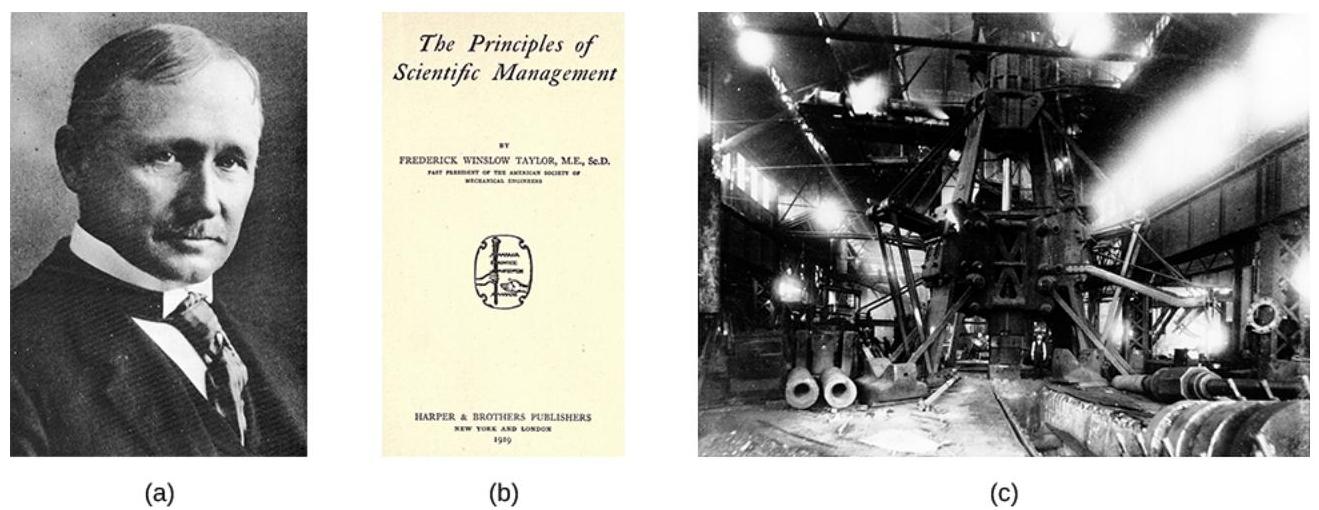 The Principles of
Scientific Management
BY
FREDERICK WINSLOW TAYLOR, M.E., Sc.D.
PAST PRESIDENT OF THE AMERICAN SOCIETY OF
MECHANICAL ENGINEERS
HARPER & BROTHERS PUBLISHERS
NEW YORK AND LONDON
1919
(a)
(b)
(c)